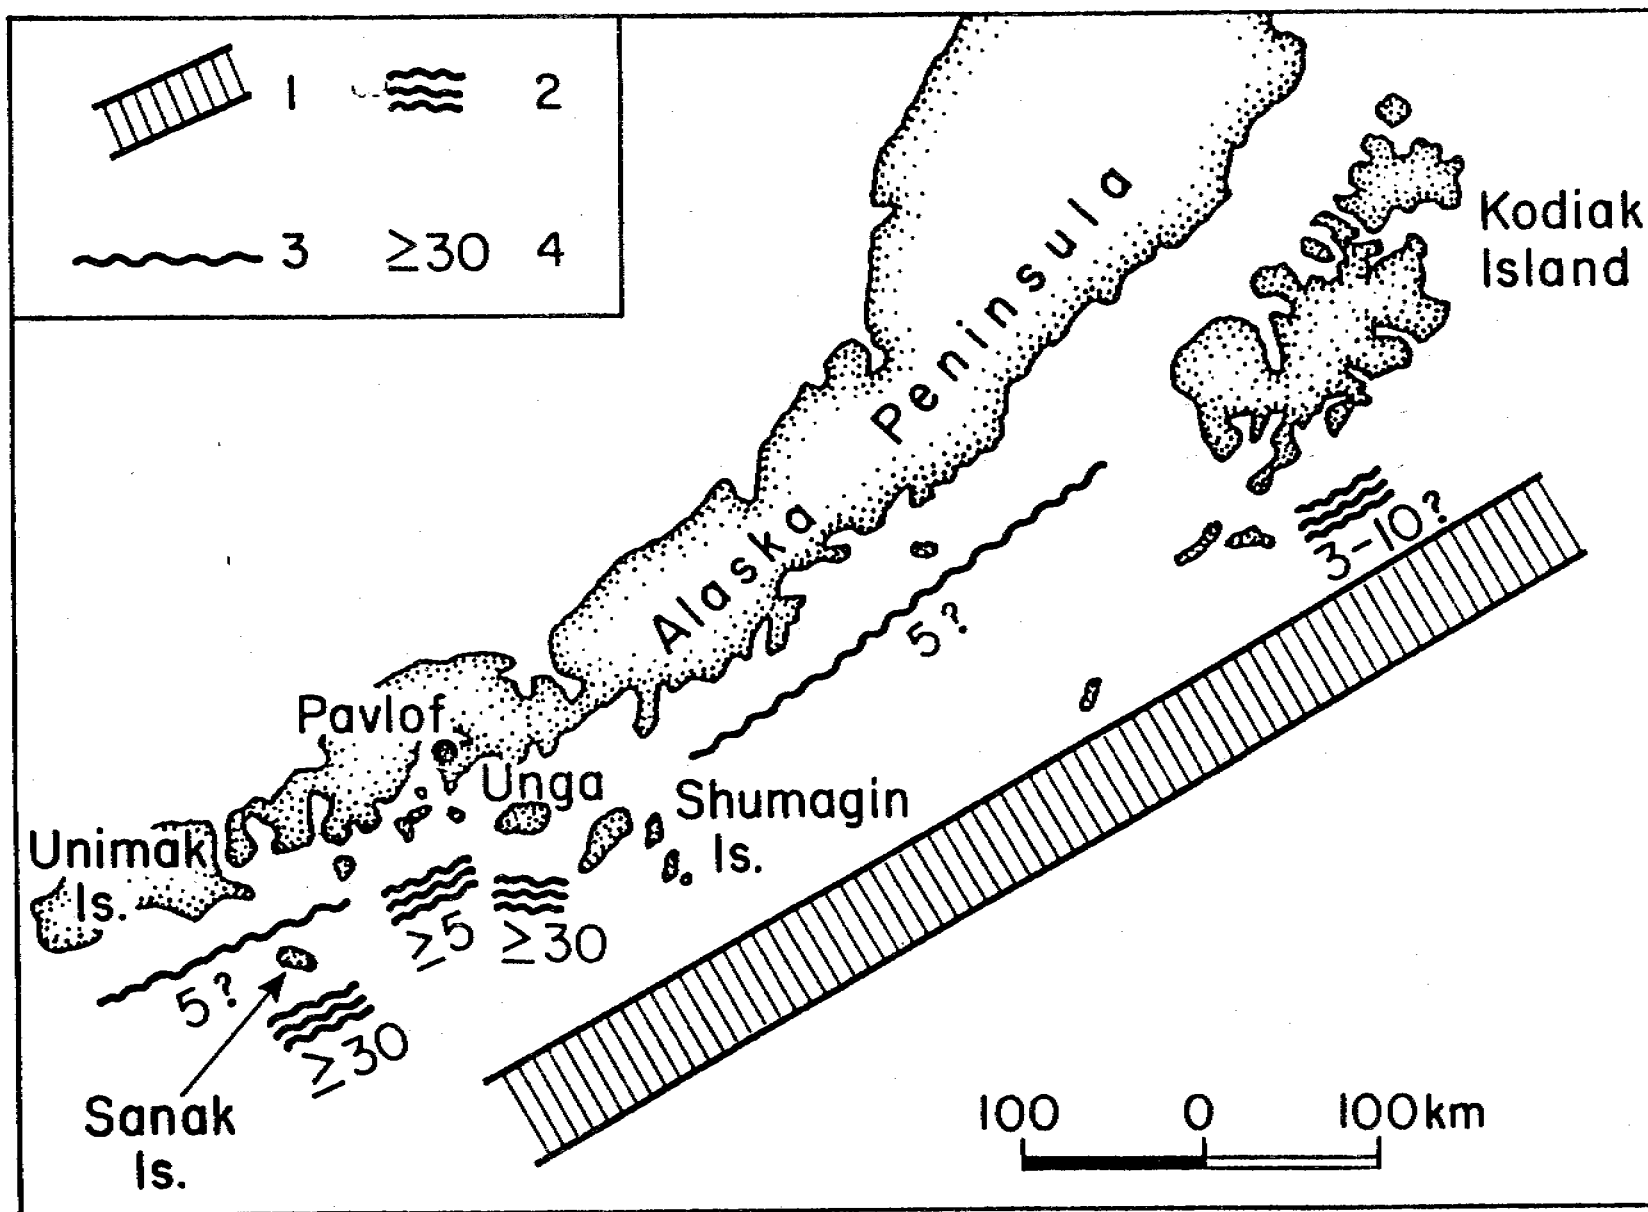 1
2
3
≥30
4
Kodiak
Island
Alaska Peninsula
3-10?
5?
Pavlof
Unga
Shumagin
Is.
Unimak
Is.
≥5
≥30
5?
≥30
Sanak
Is.
100 0 100km